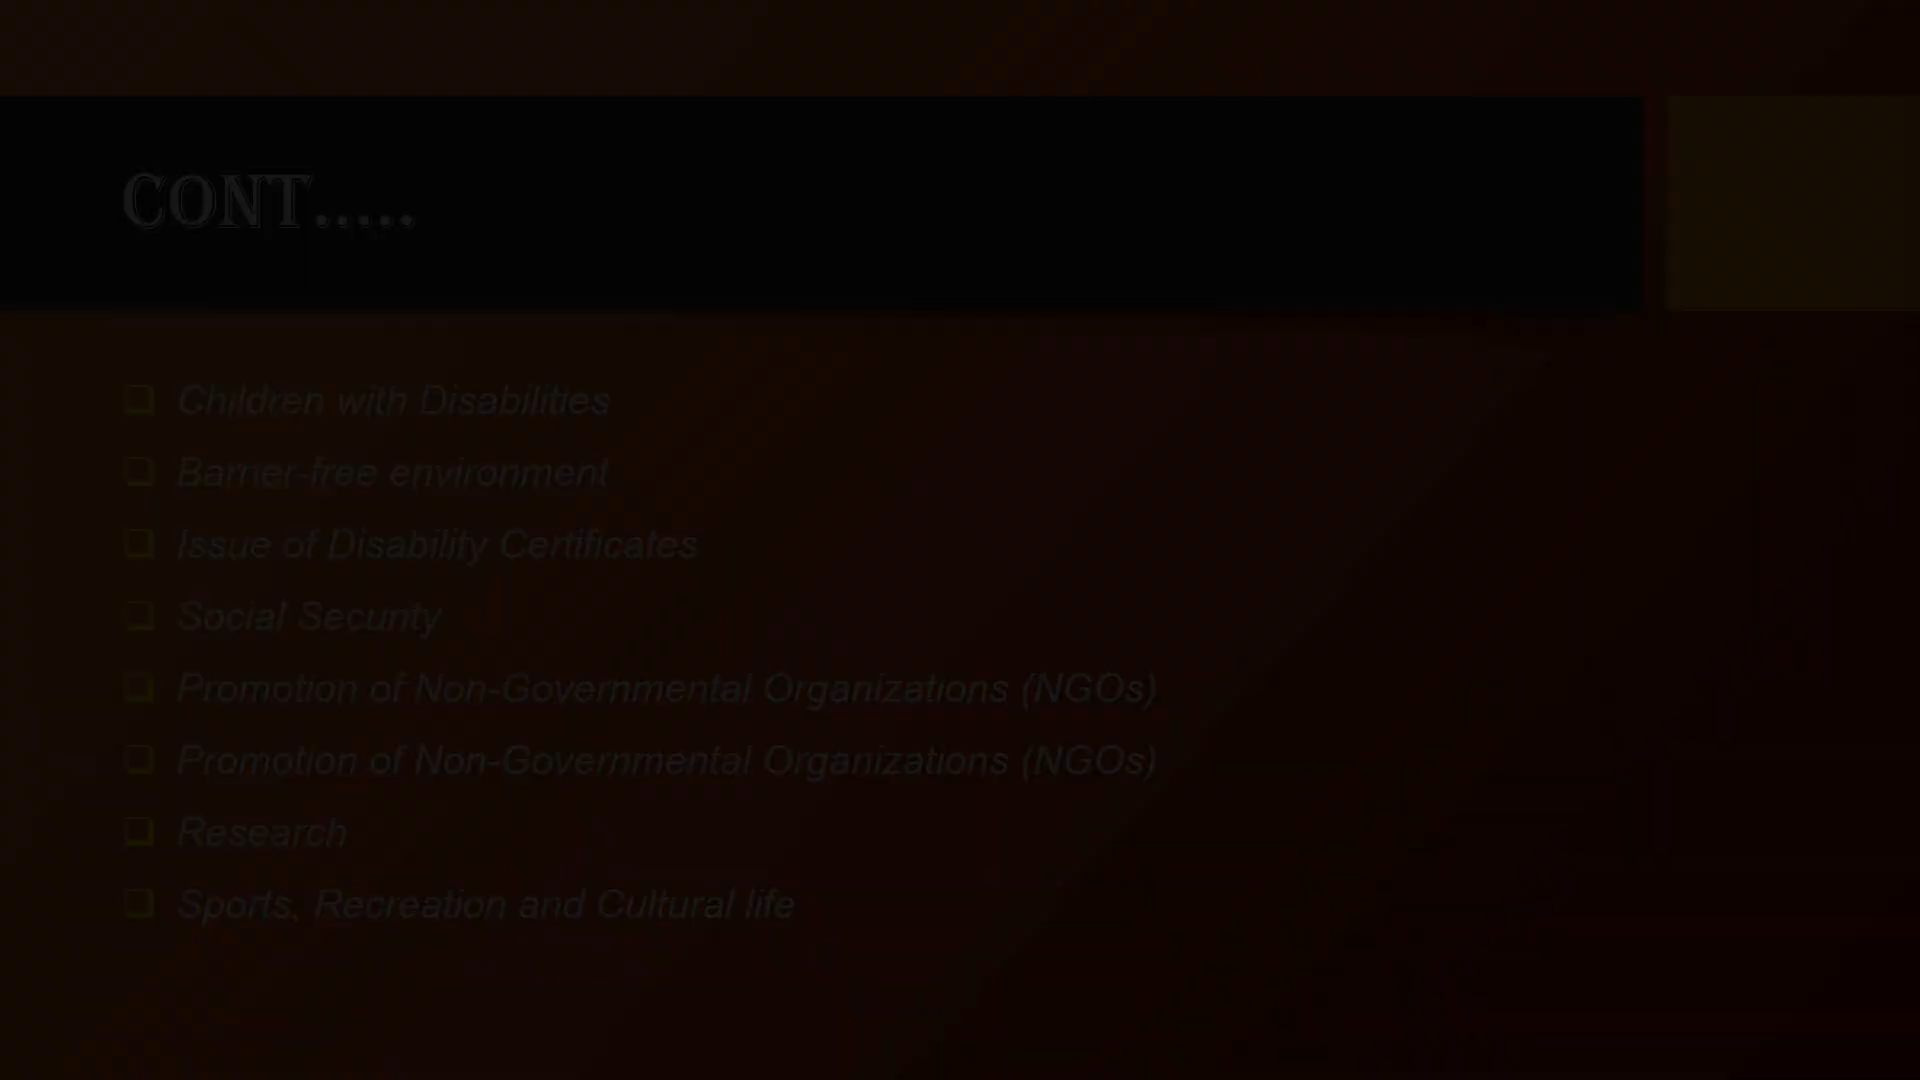 CONT.....
Children with Disabilities
Barrier-free environment
Issue of Disability Certificates
Social Security
Promotion of Non-Governmental Organizations (NGOs)
Promotion of Non-Governmental Organizations (NGOs)
Research
Sports, Recreation and Cultural life